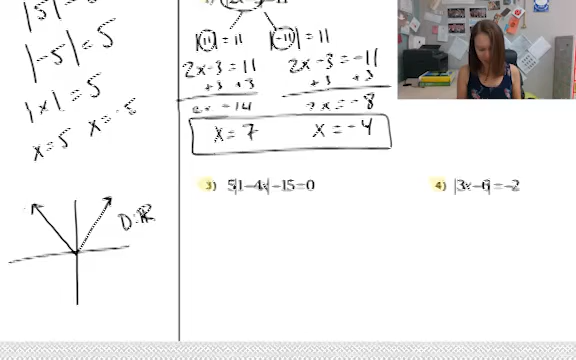 |5| = 5
|-5| = 5
|x| = 5
x = 5 x = -5
D: ℝ
|11| = 11 |-11| = 11
2x - 3 = 11 2x - 3 = -11
+3 +3 +3 +3
2x = 14 2x = -8
x = 7 x = -4
3) 5|1-4x|-15=0
4) |3x-6|=-2